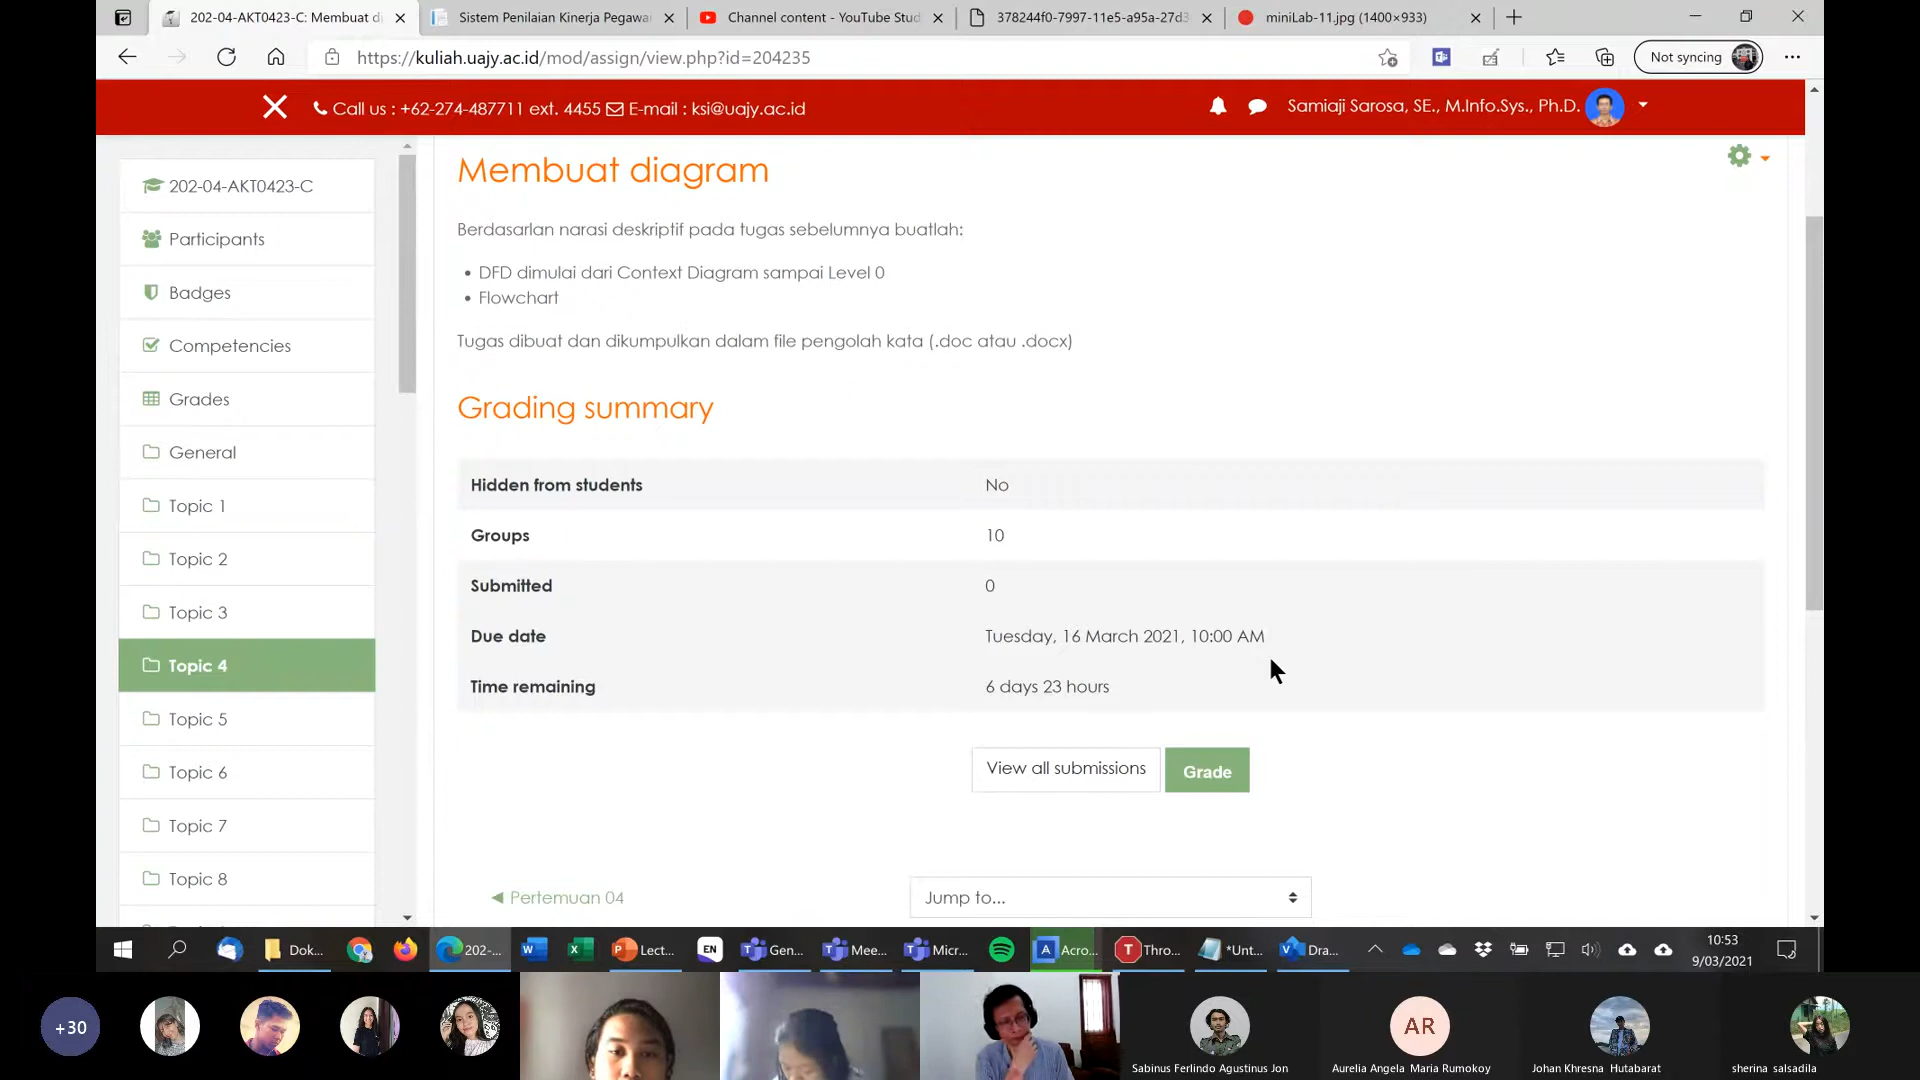 202-04-AKT0423-C: Membuat di
Sistem Penilaian Kinerja Pegawai
Channel content - YouTube Stud
378244f0-7997-11e5-a95a-27d3
miniLab-11.jpg (1400×933)
https://kuliah.uajy.ac.id/mod/assign/view.php?id=204235
Not syncing
Call us : +62-274-487711 ext. 4455 E-mail : ksi@uajy.ac.id
Samiaji Sarosa, SE., M.Info.Sys., Ph.D.
202-04-AKT0423-C
Participants
Badges
Competencies
Grades
General
Topic 1
Topic 2
Topic 3
Topic 4
Topic 5
Topic 6
Topic 7
Topic 8
Membuat diagram
Berdasarlan narasi deskriptif pada tugas sebelumnya buatlah:
• DFD dimulai dari Context Diagram sampai Level 0
• Flowchart
Tugas dibuat dan dikumpulkan dalam file pengolah kata (.doc atau .docx)
Grading summary
Hidden from students No
Groups 10
Submitted 0
Due date Tuesday, 16 March 2021, 10:00 AM
Time remaining 6 days 23 hours
View all submissions Grade
◄ Pertemuan 04
Jump to...
Dok...
202-...
Lect...
EN
Gen...
Mee...
Micr...
Acro...
Thro...
*Unt...
Dra...
10:53
9/03/2021
+30
AR
Sabinus Ferlindo Agustinus Jon
Aurelia Angela Maria Rumokoy
Johan Khresna Hutabarat
sherina salsadila